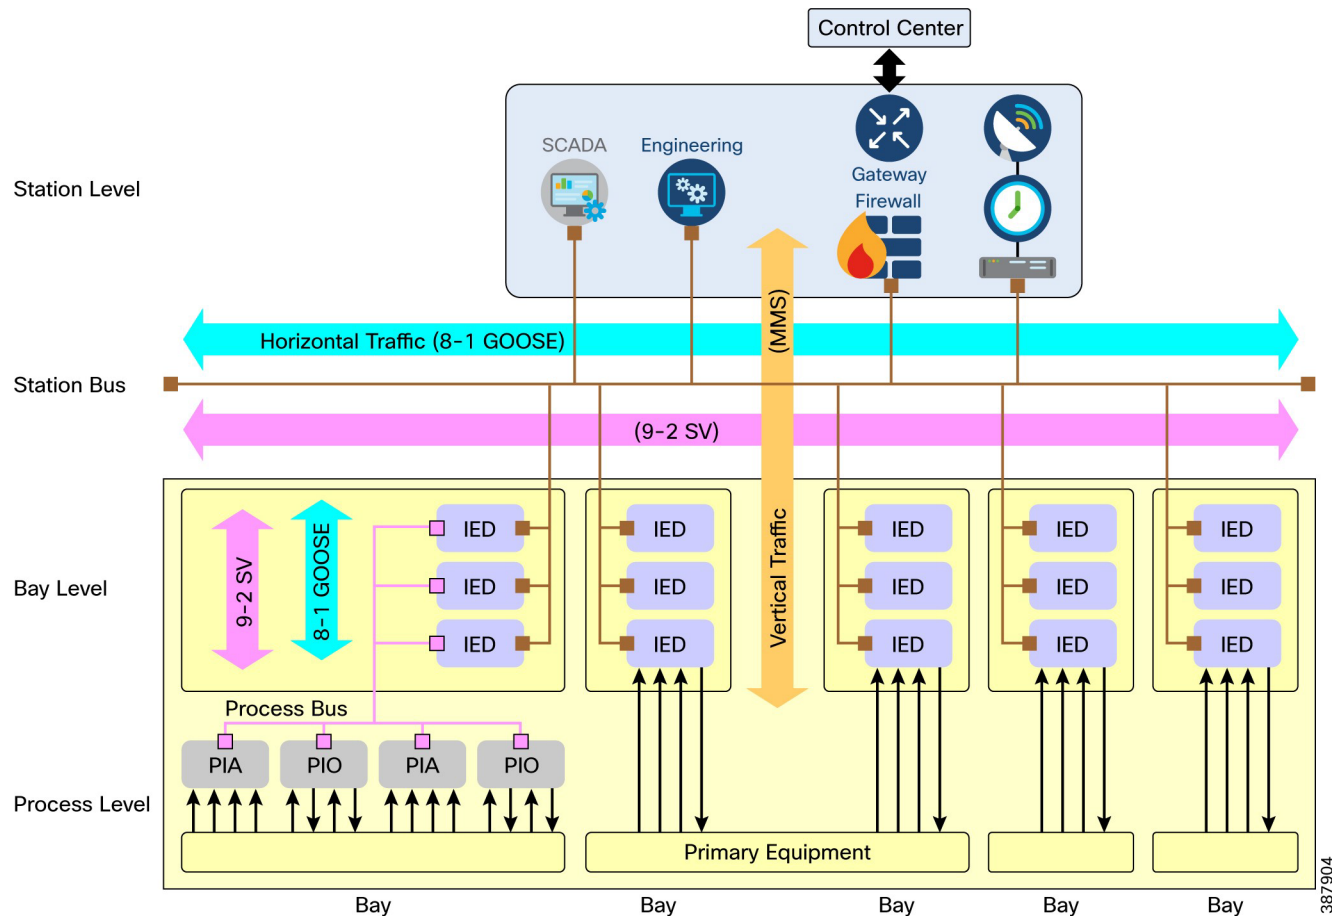 Control Center
SCADA
Engineering
Gateway
Firewall
Station Level
(MMS)
Horizontal Traffic (8-1 GOOSE)
Station Bus
(9-2 SV)
9-2 SV
8-1 GOOSE
IED
IED
IED
IED
IED
Vertical Traffic
Bay Level
IED
IED
IED
IED
IED
IED
IED
IED
IED
IED
Process Bus
PIA
PIO
PIA
PIO
Process Level
Primary Equipment
Bay
Bay
Bay
Bay
Bay
387904